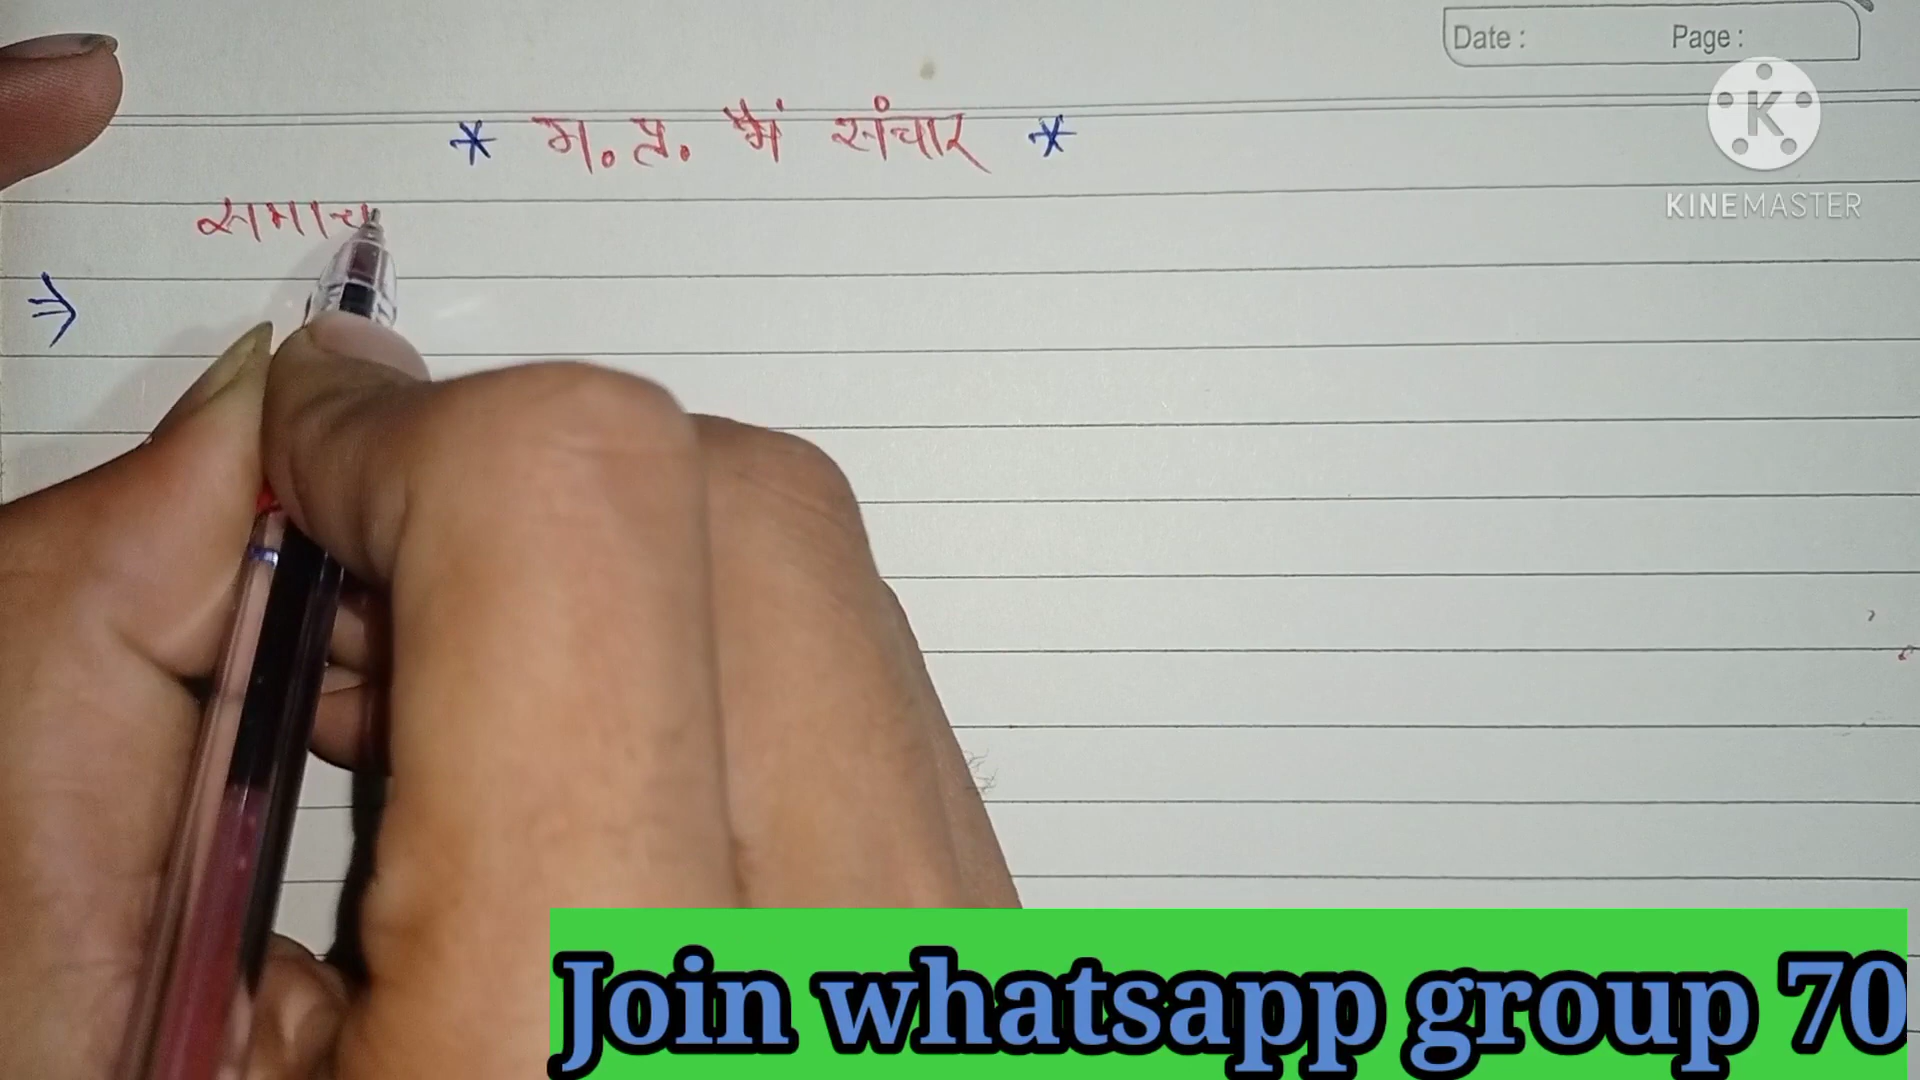 Date : Page :
* म.प्र. में संचार *
KINEMASTER
समाच
⇒
Join whatsapp group 70